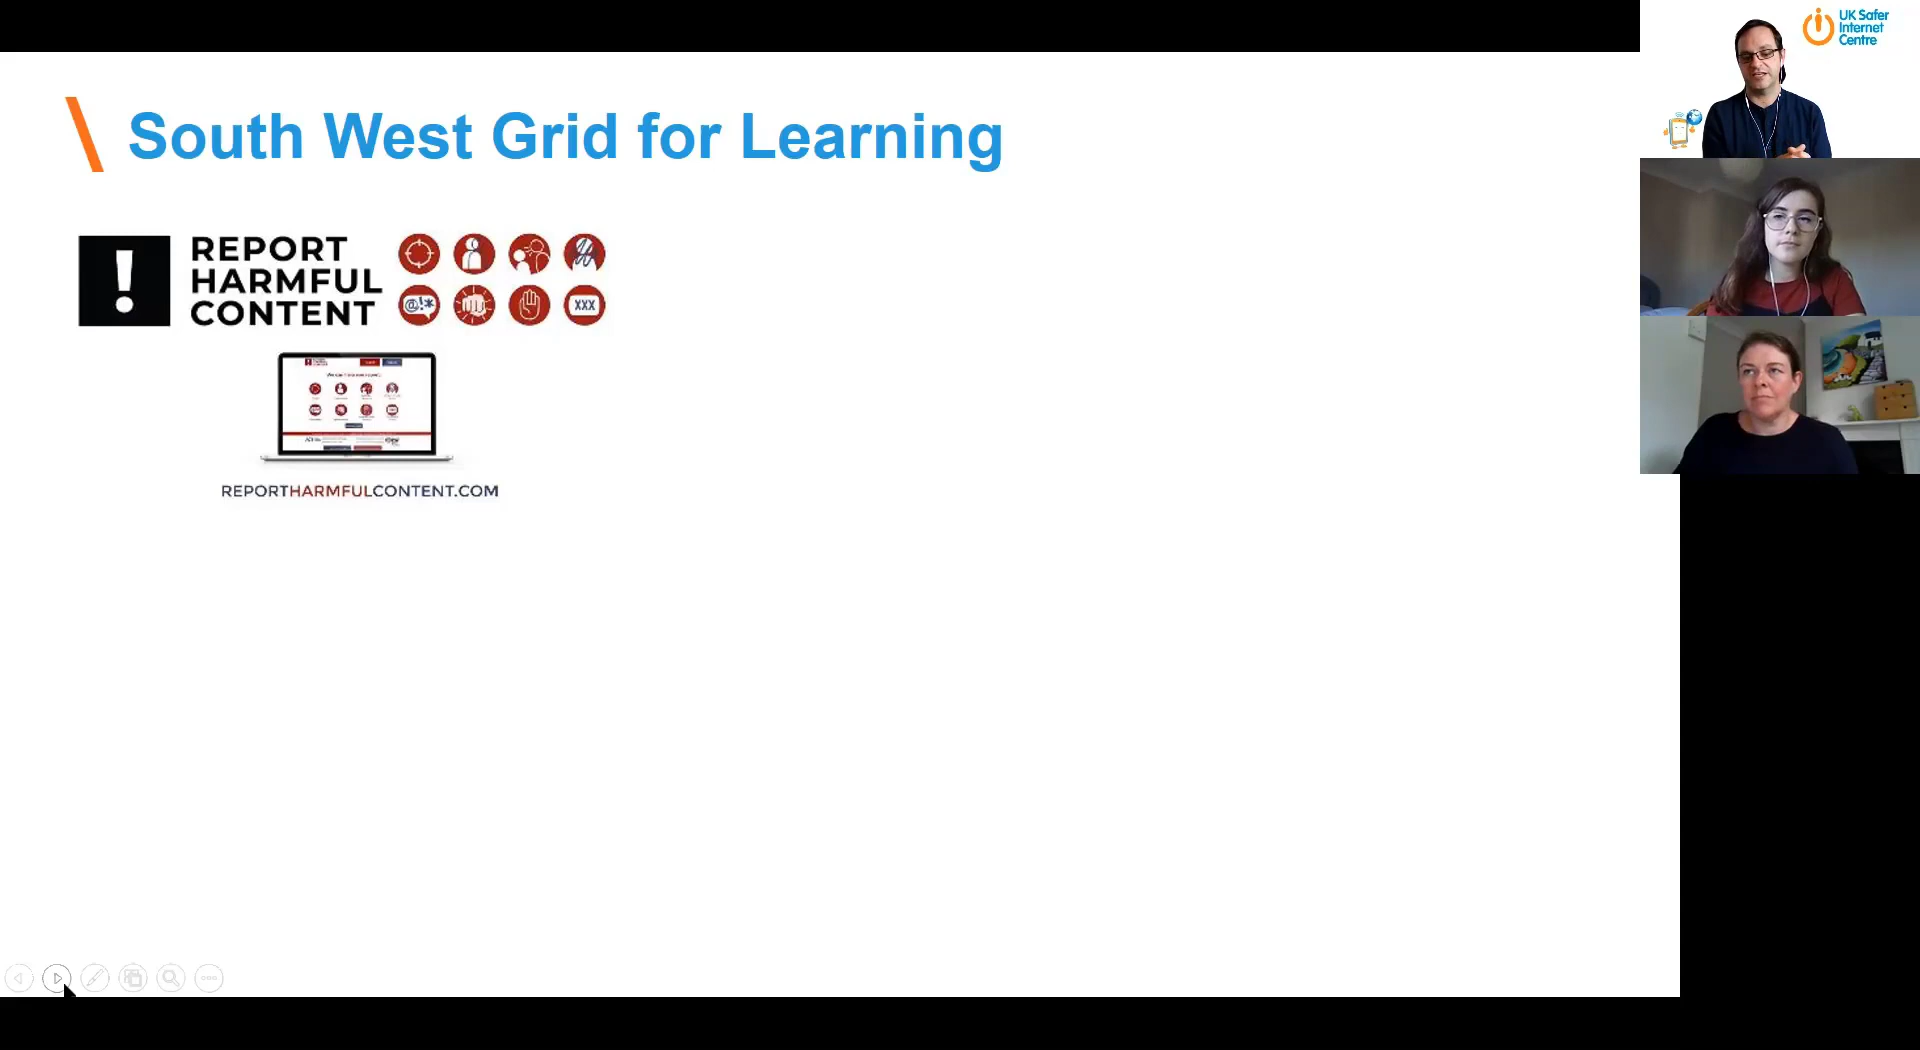 South West Grid for Learning
!
REPORT
HARMFUL
CONTENT
@!*
XXX
REPORTHARMFULCONTENT.COM
UK Safer
Internet
Centre